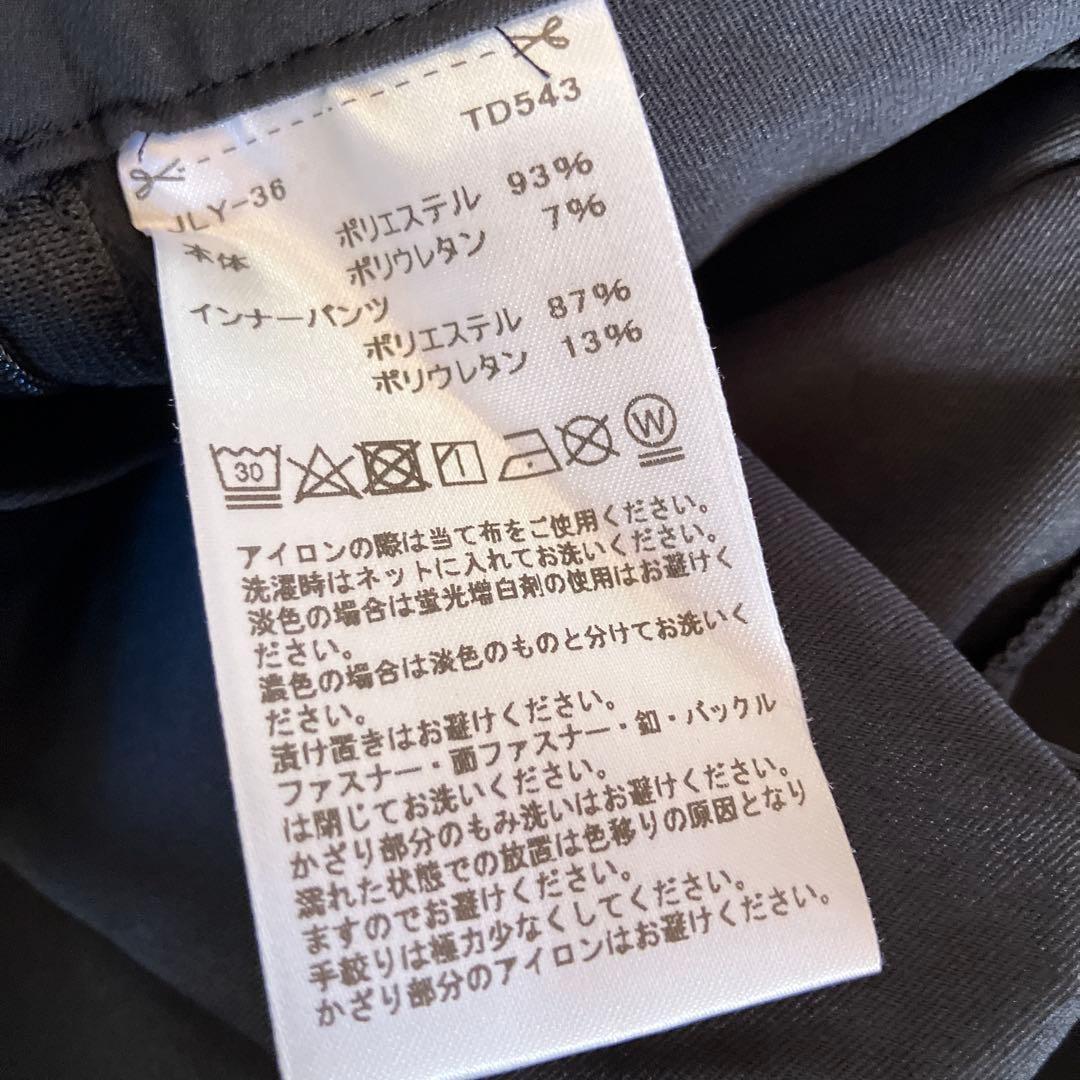 TD543
JLY-36
本体 ポリエステル 93%
ポリウレタン 7%
インナーパンツ
ポリエステル 87%
ポリウレタン 13%
30 W
アイロンの際は当て布をご使用ください。
洗濯時はネットに入れてお洗いください。
淡色の場合は蛍光増白剤の使用はお避けく
ださい。
濃色の場合は淡色のものと分けてお洗いく
ださい。
漬け置きはお避けください。
ファスナー・面ファスナー・釦・バックル
は閉じてお洗いください。
かざり部分のもみ洗いはお避けください。
濡れた状態での放置は色移りの原因となり
ますのでお避けください。
手絞りは極力少なくしてください。
かざり部分のアイロンはお避けください。